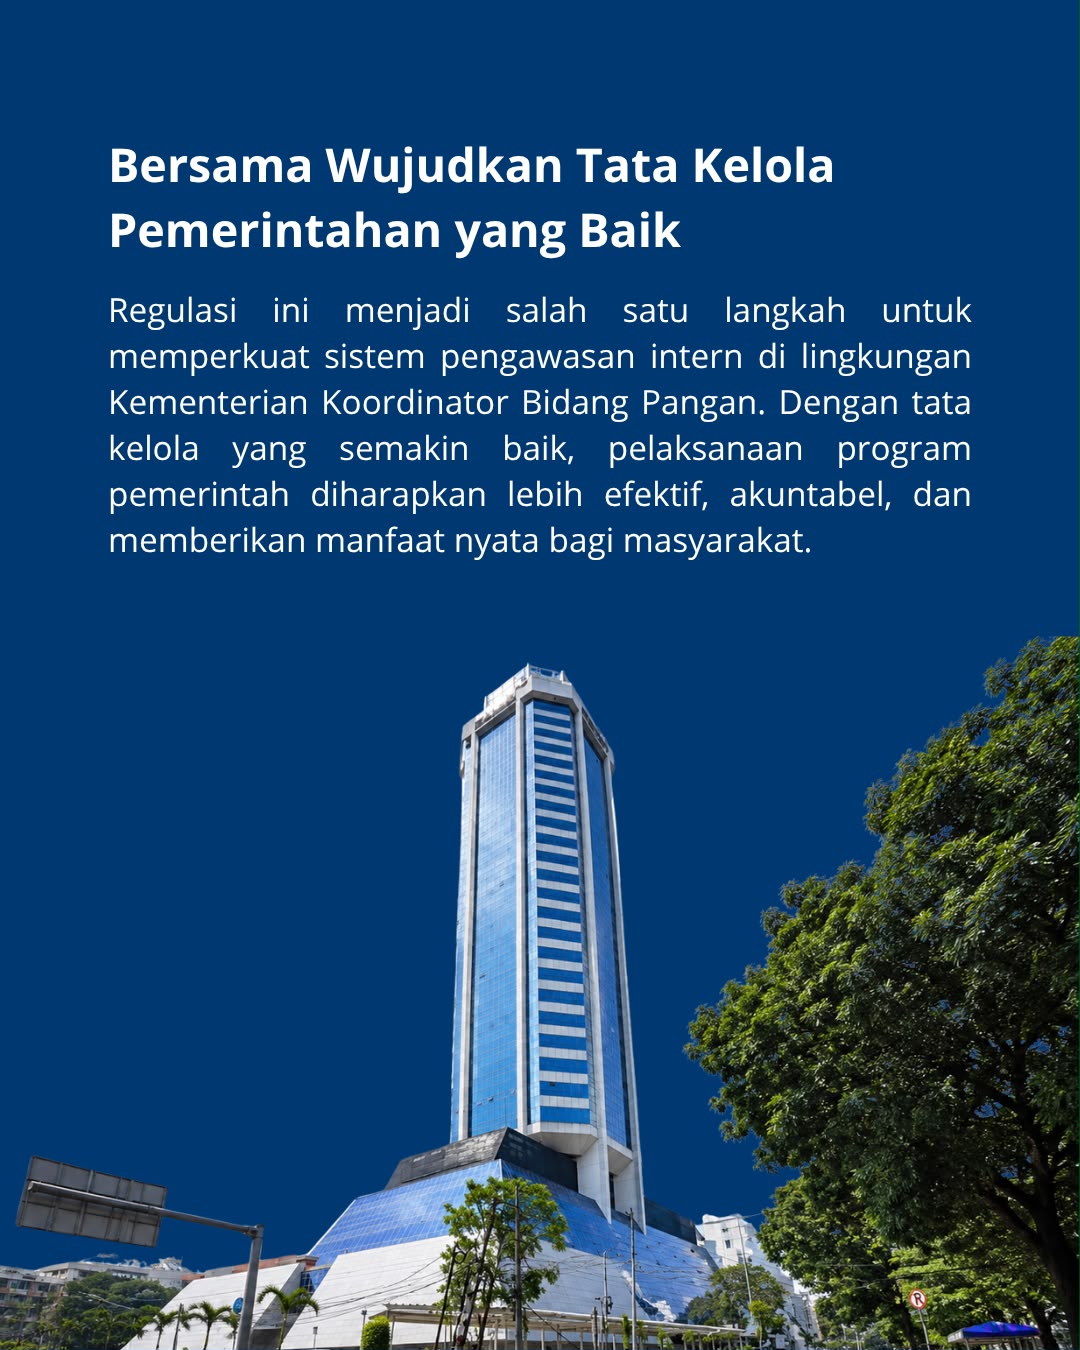 Bersama Wujudkan Tata Kelola
Pemerintahan yang Baik
Regulasi ini menjadi salah satu langkah untuk
memperkuat sistem pengawasan intern di lingkungan
Kementerian Koordinator Bidang Pangan. Dengan tata
kelola yang semakin baik, pelaksanaan program
pemerintah diharapkan lebih efektif, akuntabel, dan
memberikan manfaat nyata bagi masyarakat.